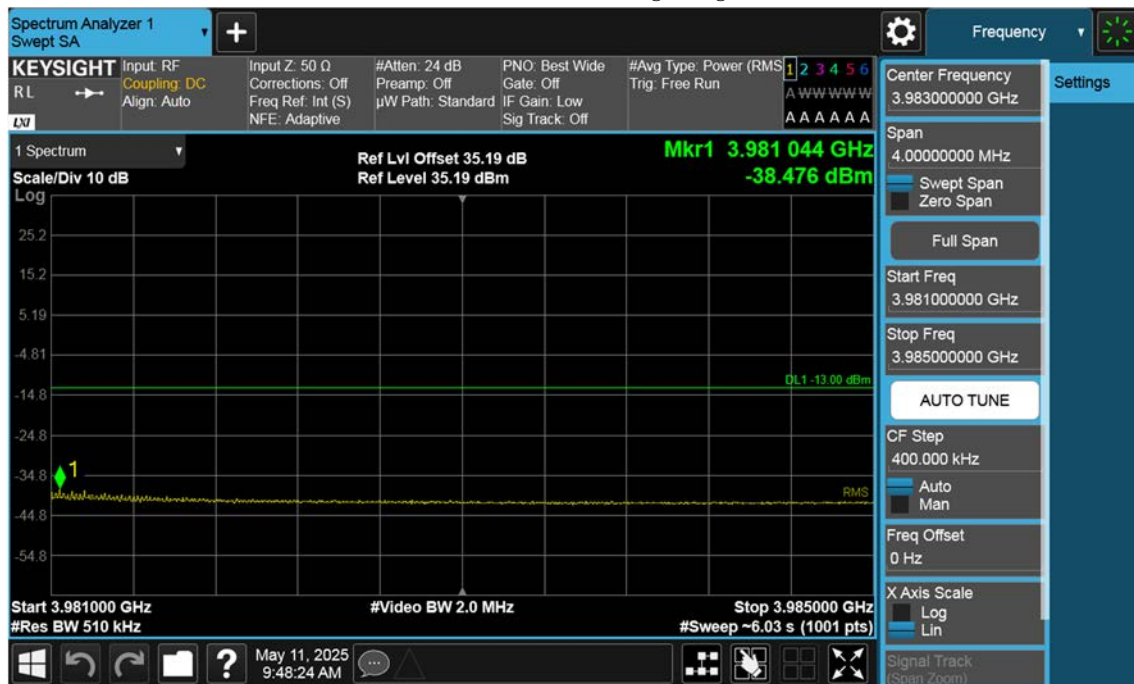 Spectrum Analyzer 1
Swept SA
+
Frequency
KEYSIGHT
RL
LXI
Input: RF
Coupling: DC
Align: Auto
Input Z: 50 Ω
Corrections: Off
Freq Ref: Int (S)
NFE: Adaptive
#Atten: 24 dB
Preamp: Off
µW Path: Standard
PNO: Best Wide
Gate: Off
IF Gain: Low
Sig Track: Off
#Avg Type: Power (RMS
Trig: Free Run
1 2 3 4 5 6
A W W W W W
A A A A A A
1 Spectrum
Scale/Div 10 dB
Log
Ref Lvl Offset 35.19 dB
Ref Level 35.19 dBm
Mkr1 3.981 044 GHz
-38.476 dBm
25.2
15.2
5.19
-4.81
-14.8
-24.8
-34.8
-44.8
-54.8
DL1 -13.00 dBm
1
RMS
Start 3.981000 GHz
#Res BW 510 kHz
#Video BW 2.0 MHz
Stop 3.985000 GHz
#Sweep ~6.03 s (1001 pts)
?
May 11, 2025
9:48:24 AM
Center Frequency
3.983000000 GHz
Span
4.00000000 MHz
Swept Span
Zero Span
Full Span
Start Freq
3.981000000 GHz
Stop Freq
3.985000000 GHz
AUTO TUNE
CF Step
400.000 kHz
Auto
Man
Freq Offset
0 Hz
X Axis Scale
Log
Lin
Signal Track
(Span Zoom)
Settings